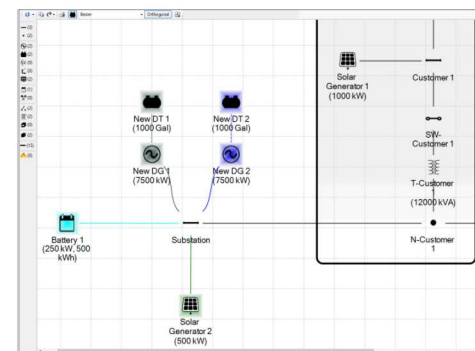 Bezier
Orthogonal
Solar
Generator 1
(1000 kW)
Customer 1
SW-
Customer 1
T-Customer
1
(12000 kVA)
N-Customer
1
New DT 1
(1000 Gal)
New DT 2
(1000 Gal)
New DG 1
(7500 kW)
New DG 2
(7500 kW)
Battery 1
(250 kW, 500
kWh)
Substation
Solar
Generator 2
(500 kW)